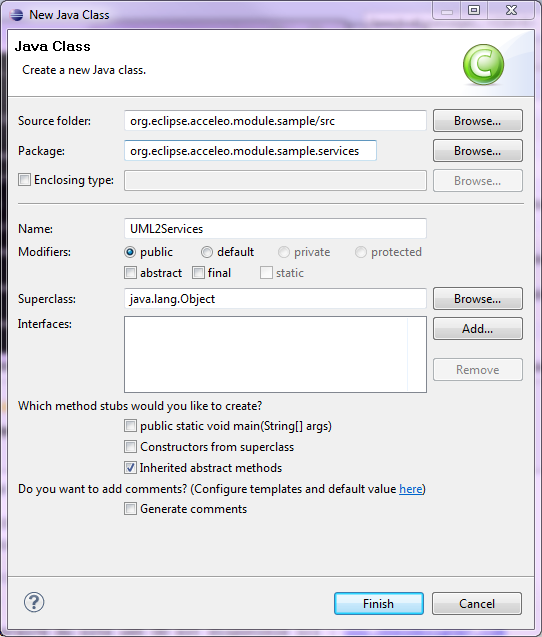 New Java Class
Java Class
Create a new Java class.
Source folder: org.eclipse.acceleo.module.sample/src Browse...
Package: org.eclipse.acceleo.module.sample.services Browse...
Enclosing type: Browse...
Name: UML2Services
Modifiers: public default private protected
abstract final static
Superclass: java.lang.Object Browse...
Interfaces: Add...
Remove
Which method stubs would you like to create?
public static void main(String[] args)
Constructors from superclass
Inherited abstract methods
Do you want to add comments? (Configure templates and default value here)
Generate comments
Finish Cancel